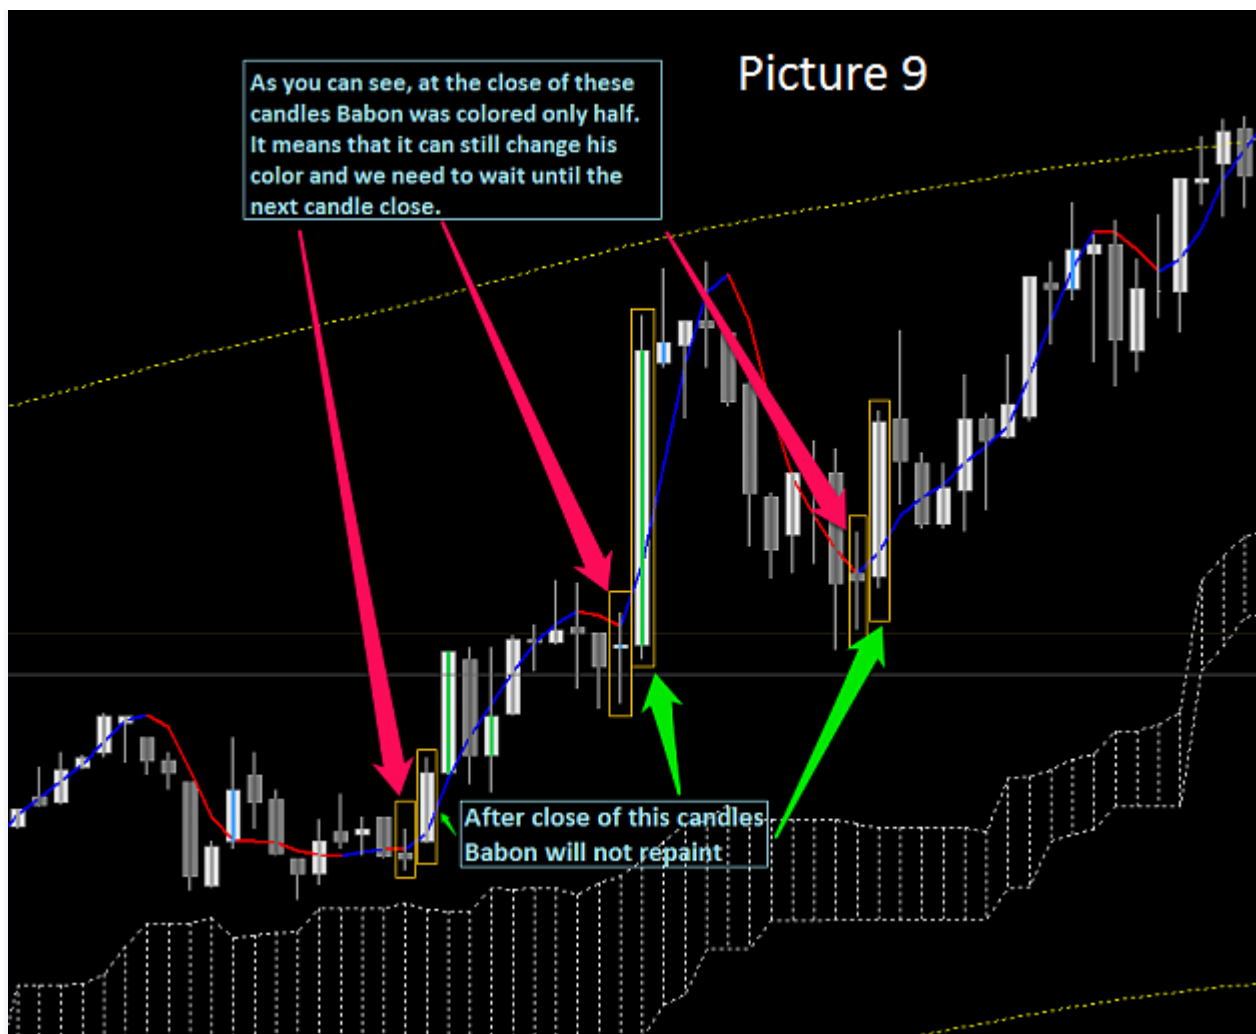 Picture 9
As you can see, at the close of these
candles Babon was colored only half.
It means that it can still change his
color and we need to wait until the
next candle close.
After close of this candles
Babon will not repaint